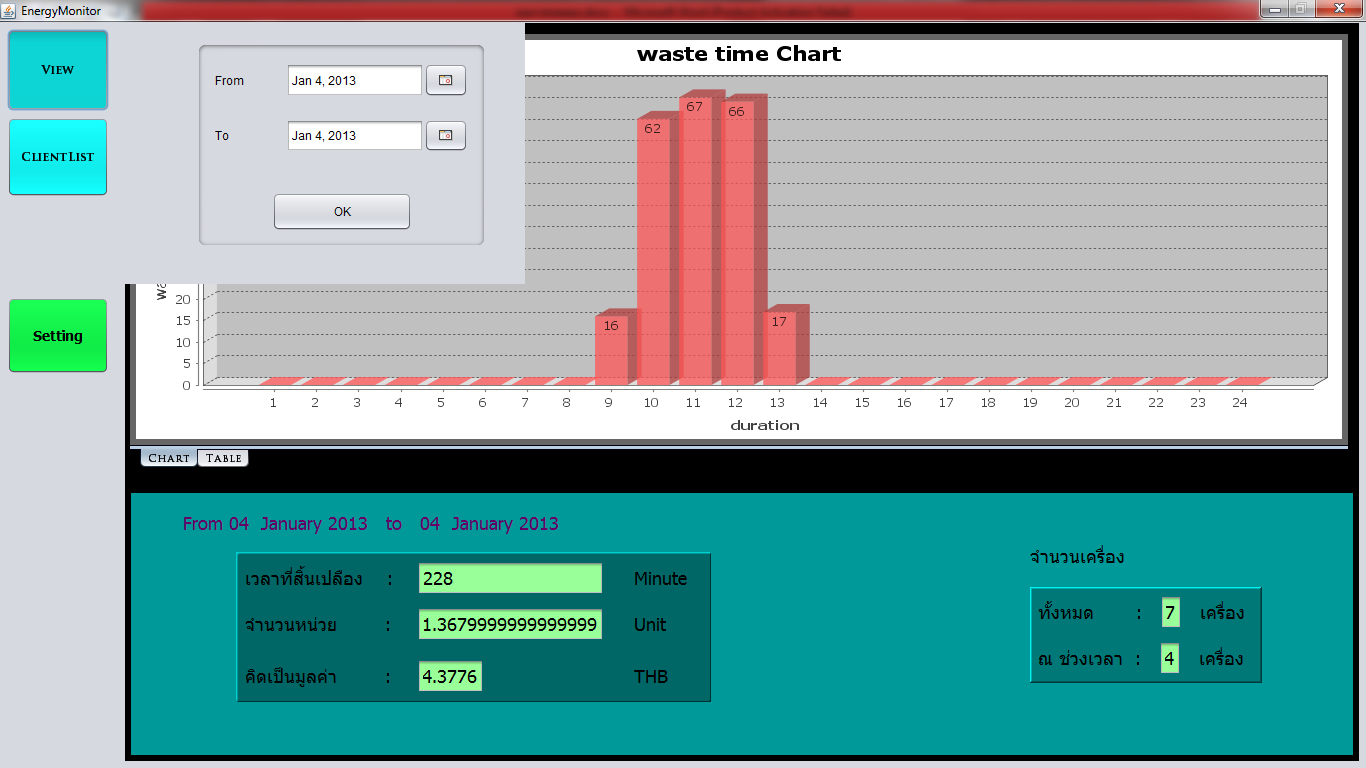 EnergyMonitor
VIEW
CLIENTLIST
Setting
From
Jan 4, 2013
To
Jan 4, 2013
OK
waste time Chart
67
66
62
20
16
17
15
10
5
0
1 2 3 4 5 6 7 8 9 10 11 12 13 14 15 16 17 18 19 20 21 22 23 24
duration
CHART TABLE
From 04 January 2013 to 04 January 2013
เวลาที่สิ้นเปลือง : 228 Minute
จำนวนหน่วย : 1.3679999999999999 Unit
คิดเป็นมูลค่า : 4.3776 THB
จำนวนเครื่อง
ทั้งหมด : 7 เครื่อง
ณ ช่วงเวลา : 4 เครื่อง